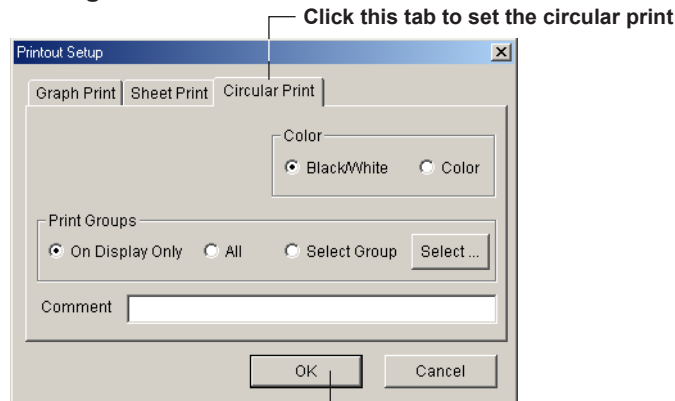 Click this tab to set the circular print
Printout Setup
Graph Print Sheet Print Circular Print
Color
Black/White Color
Print Groups
On Display Only All Select Group Select ...
Comment
OK Cancel